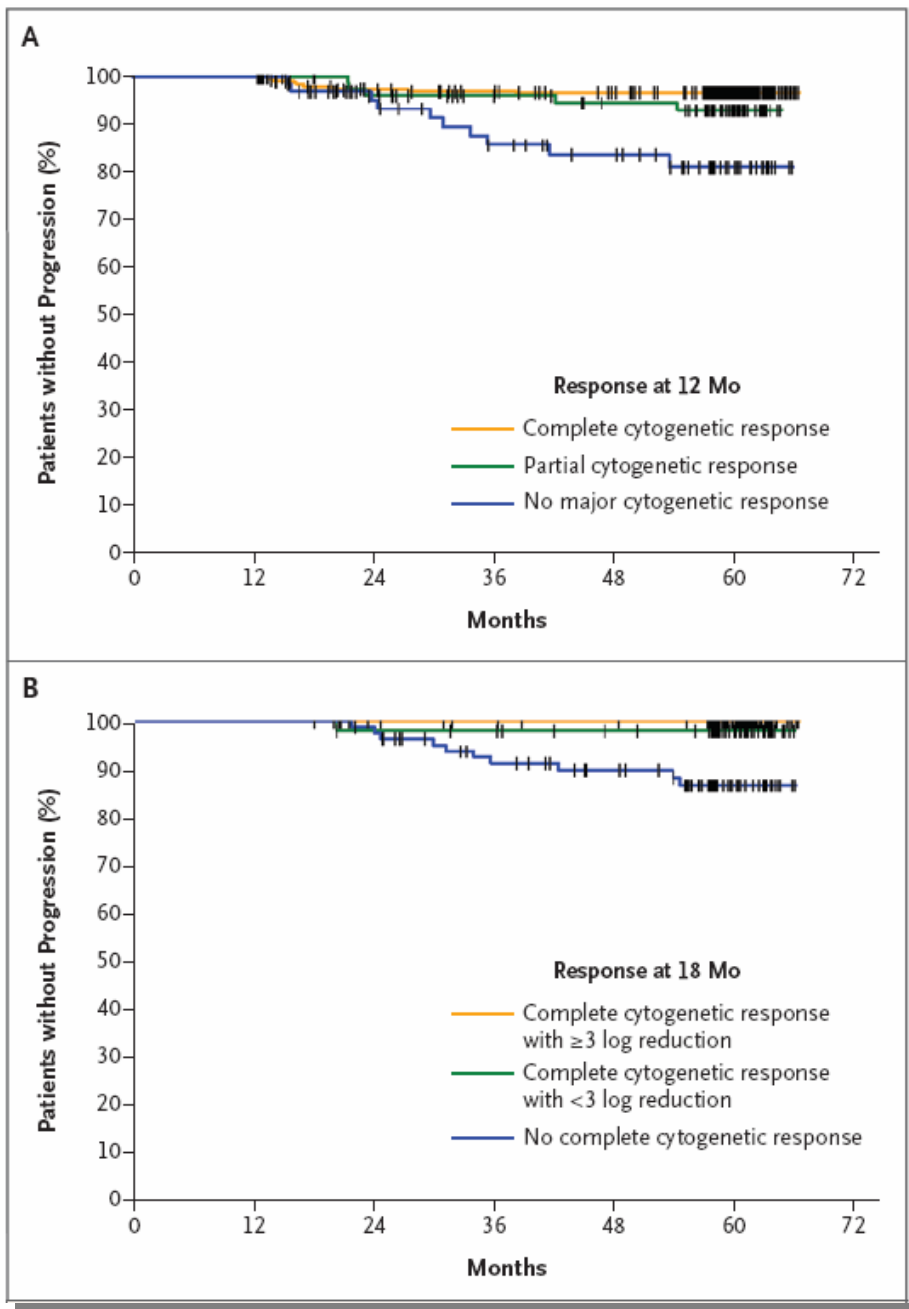 A
Patients without Progression (%)
100
90
80
70
60
50
40
30
20
10
0
Response at 12 Mo
Complete cytogenetic response
Partial cytogenetic response
No major cytogenetic response
0 12 24 36 48 60 72
Months
B
Patients without Progression (%)
100
90
80
70
60
50
40
30
20
10
0
Response at 18 Mo
Complete cytogenetic response
with ≥3 log reduction
Complete cytogenetic response
with <3 log reduction
No complete cytogenetic response
0 12 24 36 48 60 72
Months